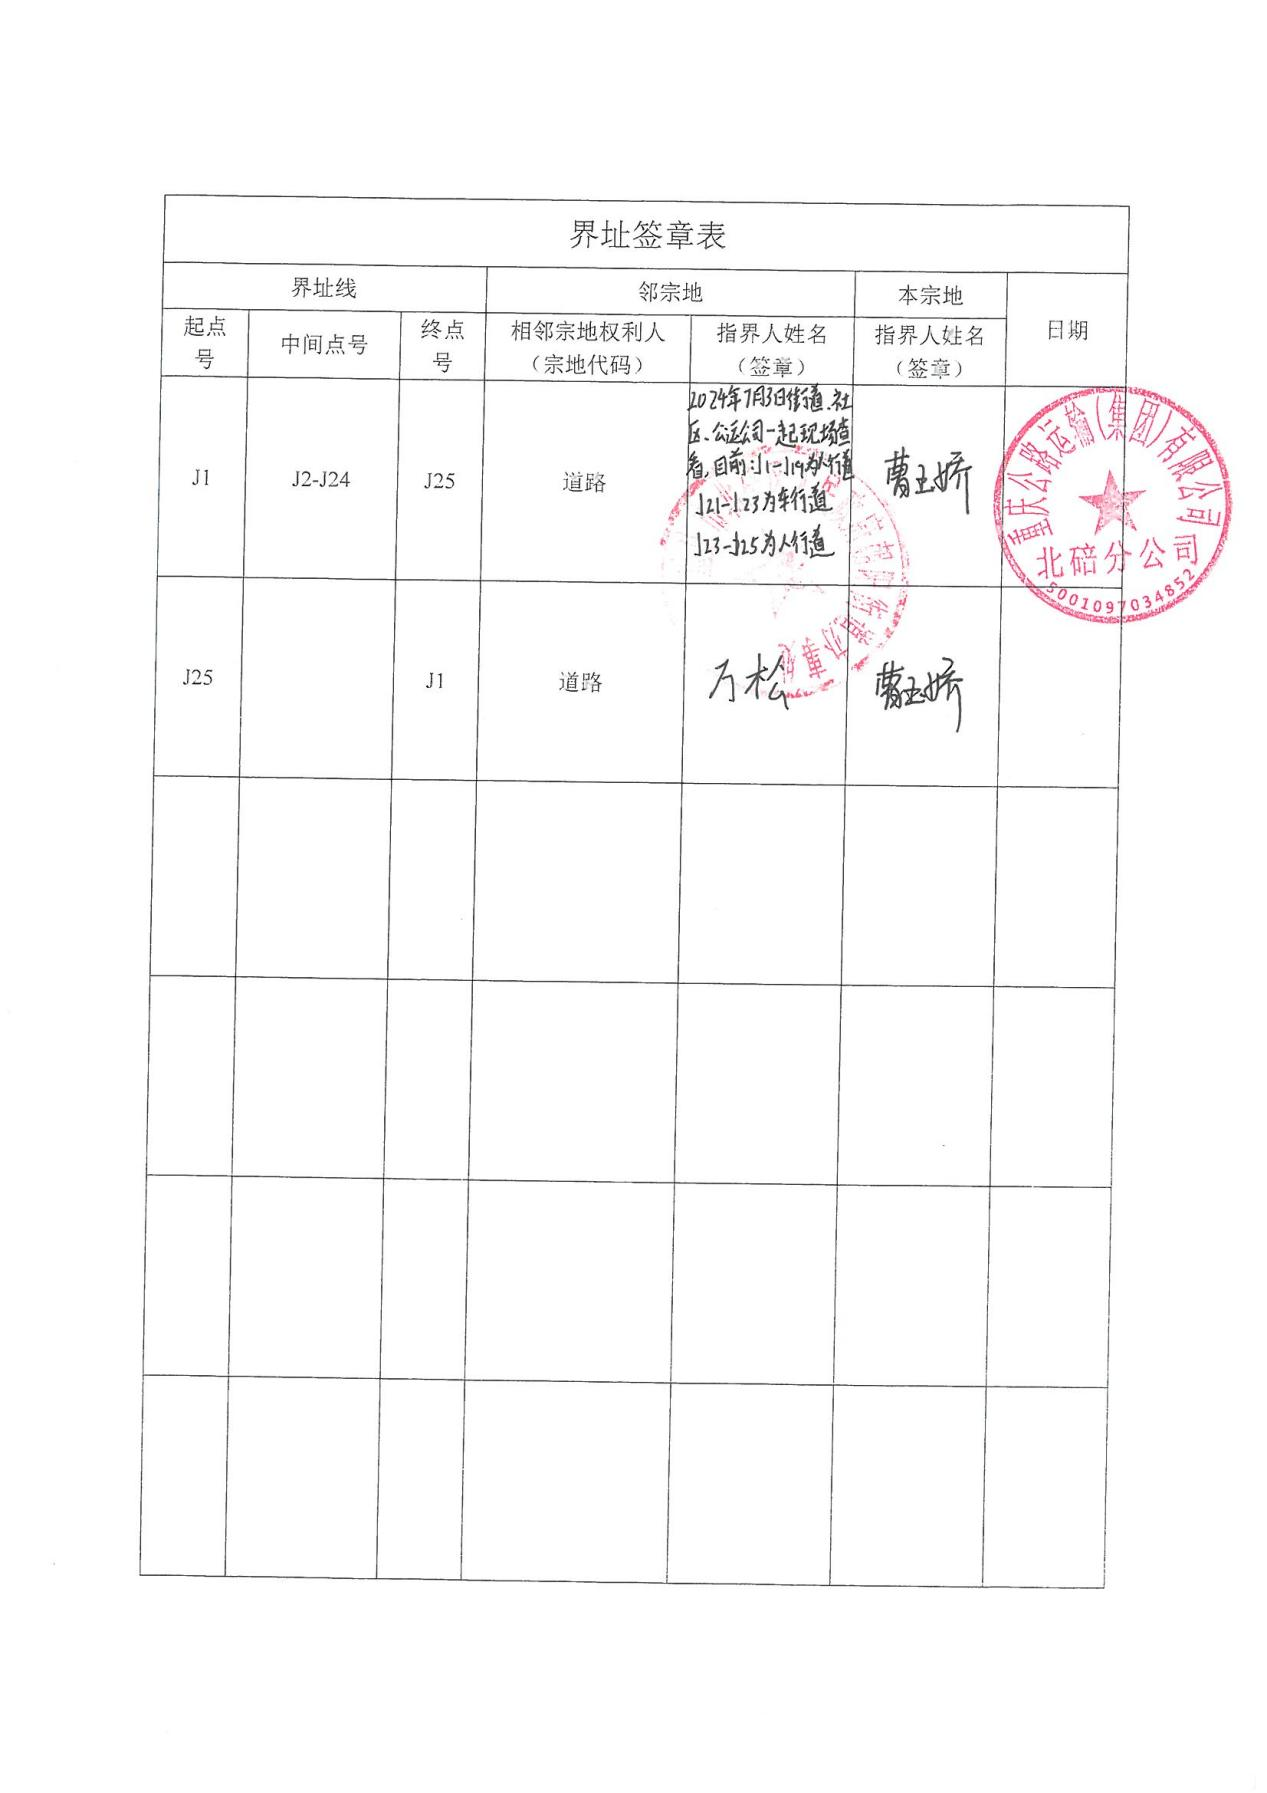 界址签章表
界址线 邻宗地 本宗地 日期
起点号 中间点号 终点号 相邻宗地权利人（宗地代码） 指界人姓名（签章） 指界人姓名（签章）
J1 J2-J24 J25 道路
2024年7月3日街道、社
区、公运公司一起现场查
看，目前：J1-J19为人行道
J21-J23为车行道
J23-J25为人行道
曹玉娇
重庆公路运输(集团)有限公司
北碚分公司
5001097034852
J25 J1 道路 万松 曹玉娇
街道办事